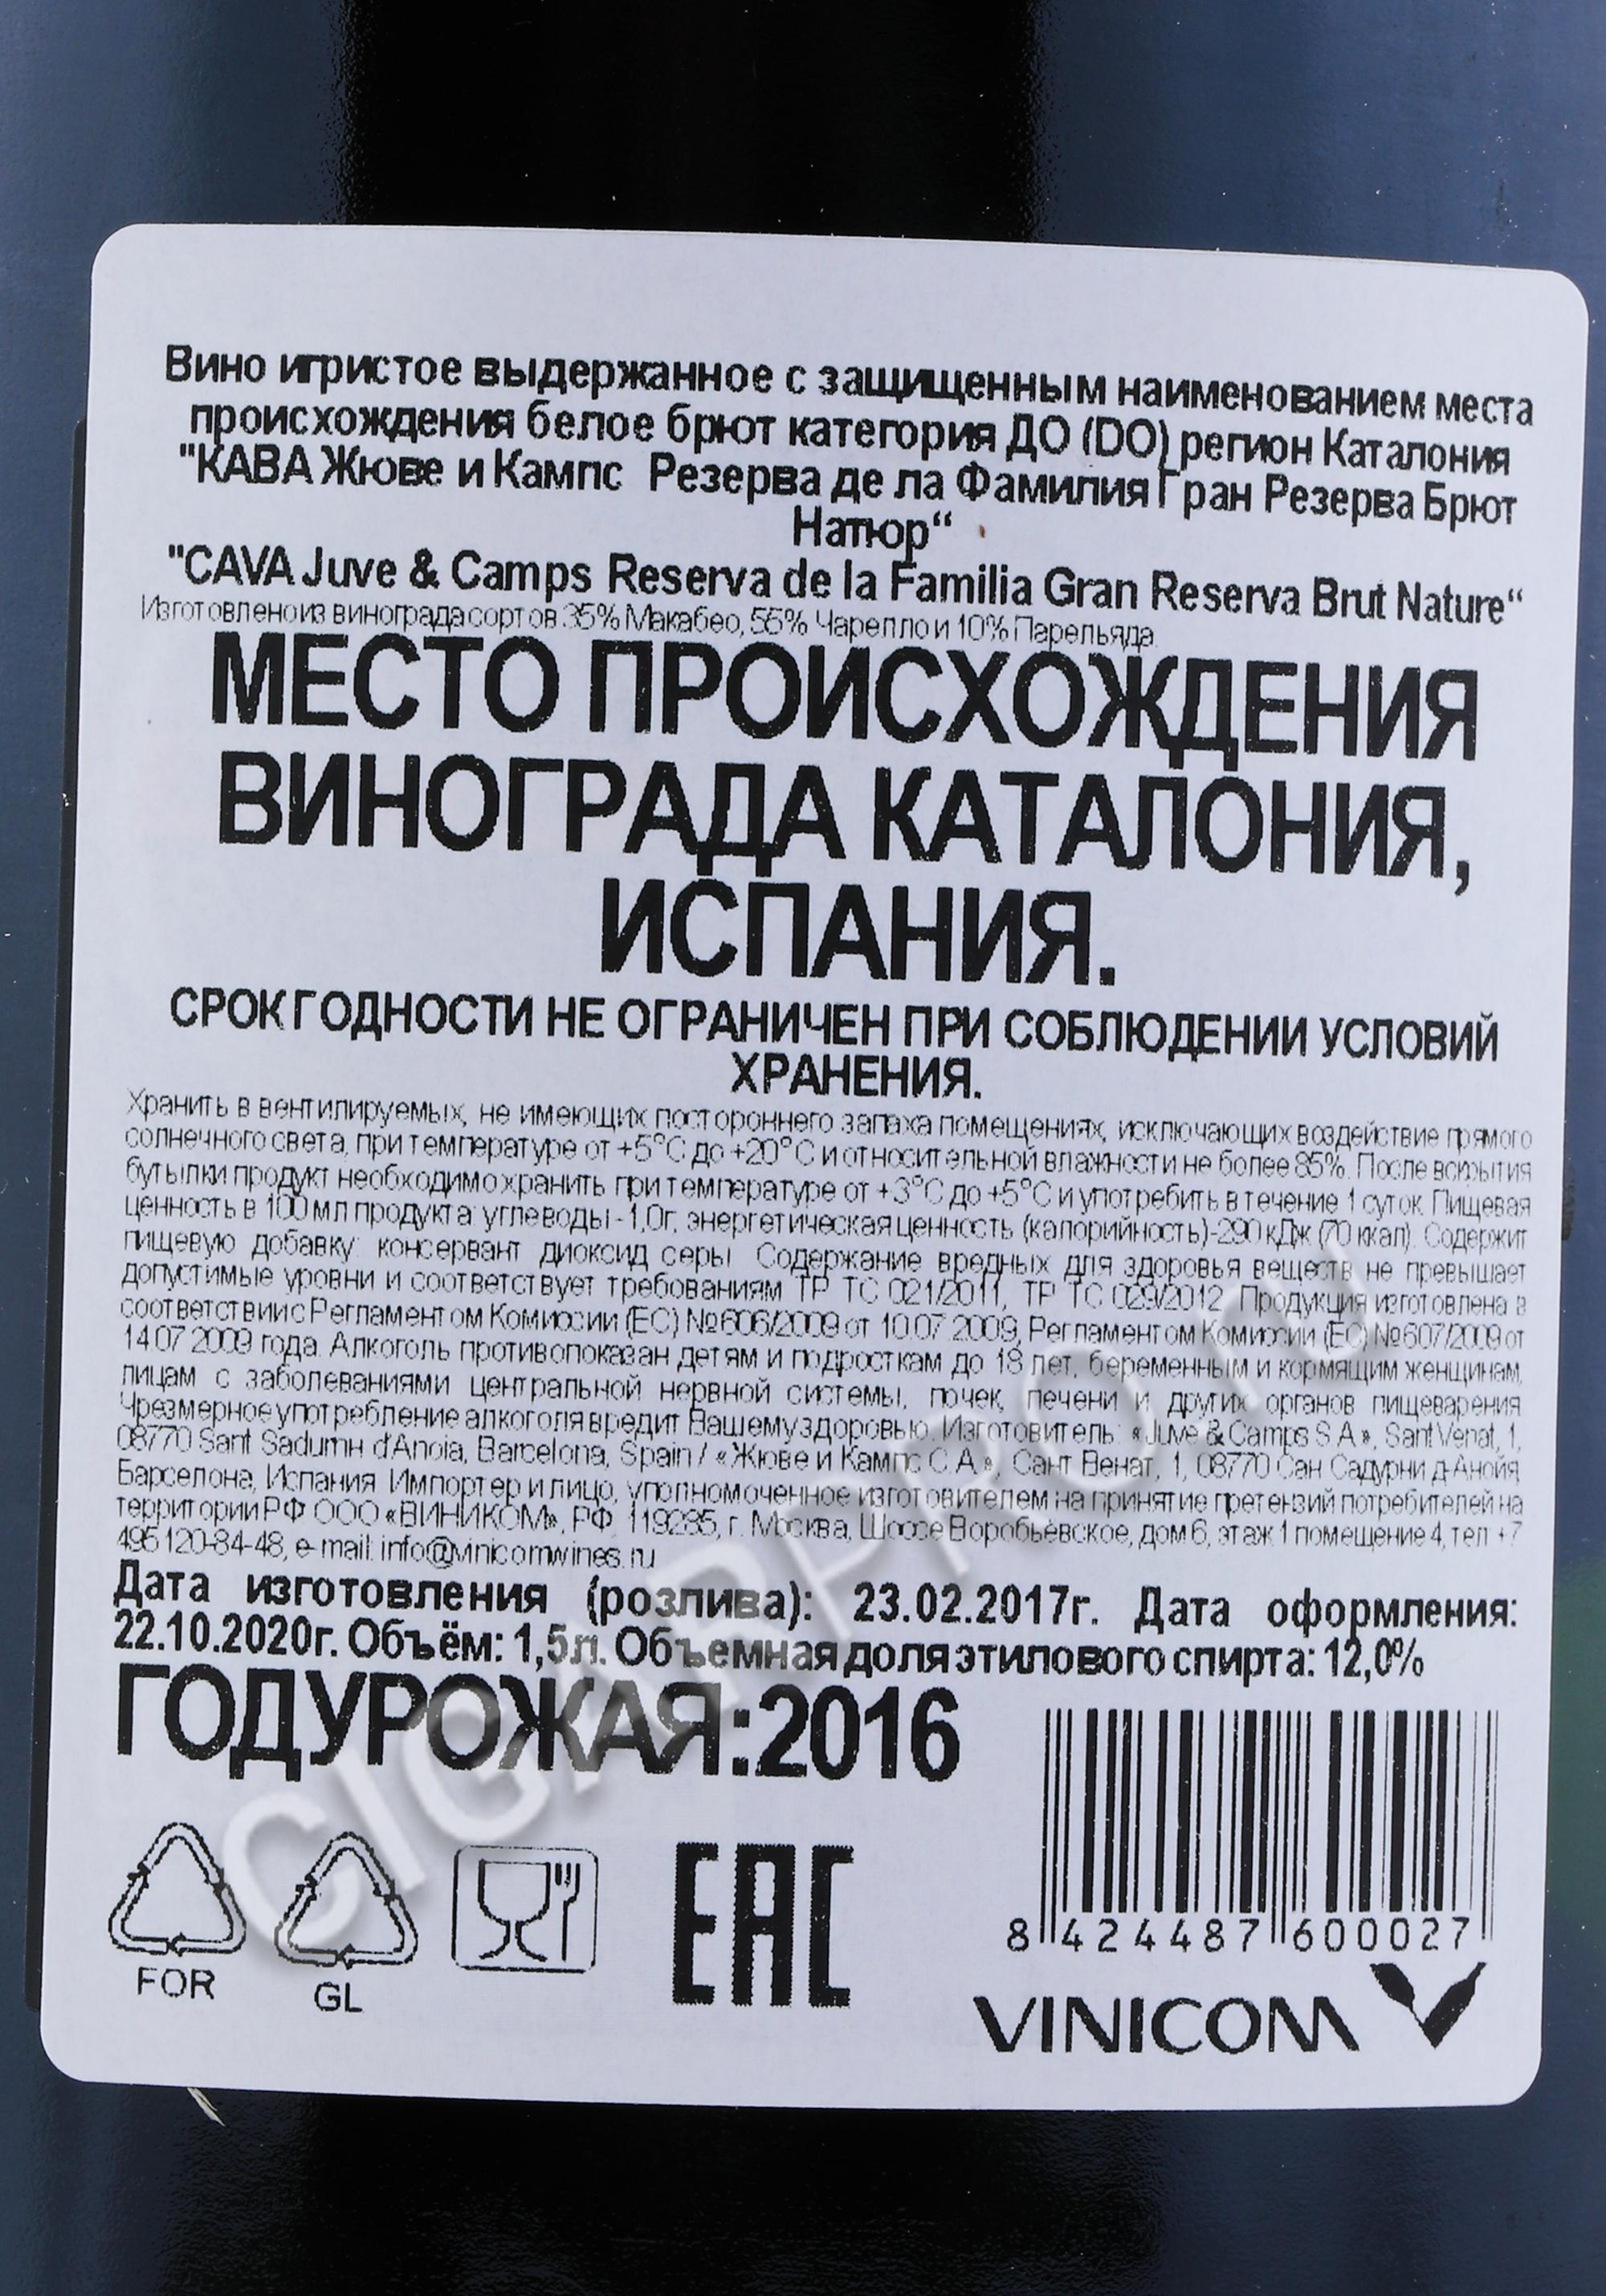 Вино игристое выдержанное с защищенным наименованием места
происхождения белое брют категория ДО (DO) регион Каталония
"КАВА Жюве и Кампс Резерва де ла Фамилия Гран Резерва Брют
Натюр“
"CAVA Juve & Camps Reserva de la Familia Gran Reserva Brut Nature“
Изготовлено из винограда сортов 35% Макабео, 55% Чарелло и 10% Парельяда.
МЕСТО ПРОИСХОЖДЕНИЯ
ВИНОГРАДА КАТАЛОНИЯ,
ИСПАНИЯ.
СРОК ГОДНОСТИ НЕ ОГРАНИЧЕН ПРИ СОБЛЮДЕНИИ УСЛОВИЙ
ХРАНЕНИЯ.
Хранить в вентилируемых, не имеющих постороннего запаха помещениях, исключающих воздействие прямого
солнечного света, при температуре от +5°С до +20°С и относительной влажности не более 85%. После вскрытия
бутылки продукт необходимо хранить при температуре от +3°С до +5°С и употребить в течение 1 суток. Пищевая
ценность в 100 мл продукта: углеводы - 1,0г, энергетическая ценность (калорийность)-290 кДж (70 ккал). Содержит
пищевую добавку: консервант диоксид серы. Содержание вредных для здоровья веществ не превышает
допустимые уровни и соответствует требованиям ТР ТС 021/2011, ТР ТС 029/2012. Продукция изготовлена в
соответствии с Регламентом Комиссии (ЕС) №606/2009 от 10.07.2009, Регламентом Комиссии (ЕС) №607/2009 от
14.07.2009 года. Алкоголь противопоказан детям и подросткам до 18 лет, беременным и кормящим женщинам,
лицам с заболеваниями центральной нервной системы, почек, печени и других органов пищеварения.
Чрезмерное употребление алкоголя вредит Вашему здоровью. Изготовитель: «Juve & Camps S.A.», Sant Venat, 1,
08770 Sant Sadurni d'Anoia, Barcelona, Spain / «Жюве и Кампс С.А.», Сант Венат, 1, 08770 Сан Садурни д-Анойя,
Барселона, Испания. Импортер и лицо, уполномоченное изготовителем на принятие претензий потребителей на
территории РФ ООО «ВИНИКОМ», РФ, 119285, г. Москва, Шоссе Воробьёвское, дом 6, этаж 1 помещение 4, тел. +7
495 120-84-48, e-mail: info@vinicomwines.ru
Дата изготовления (розлива): 23.02.2017г. Дата оформления:
22.10.2020г. Объём: 1,5л. Объемная доля этилового спирта: 12,0%
ГОД УРОЖАЯ:2016
FOR
GL
EAC
8 424487 600027
VINICOM
CIGARPRO.RU